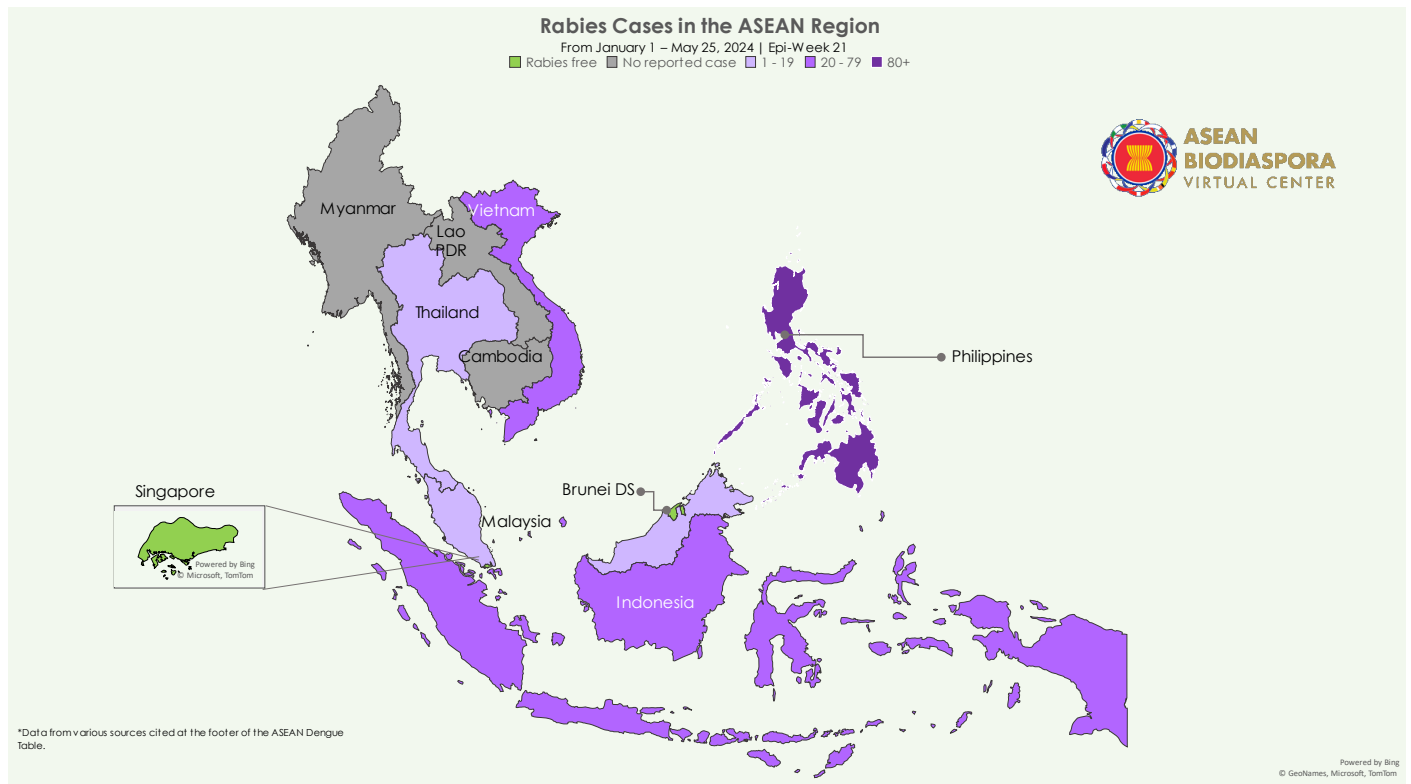 Rabies Cases in the ASEAN Region
From January 1 – May 25, 2024 | Epi-Week 21
Rabies free No reported case 1 - 19 20 - 79 80+
ASEAN
BIODIASPORA
VIRTUAL CENTER
Myanmar
Vietnam
Lao
PDR
Thailand
Cambodia
Philippines
Singapore
Brunei DS
Malaysia
Powered by Bing
© Microsoft, TomTom
Indonesia
*Data from various sources cited at the footer of the ASEAN Dengue
Table.
Powered by Bing
© GeoNames, Microsoft, TomTom